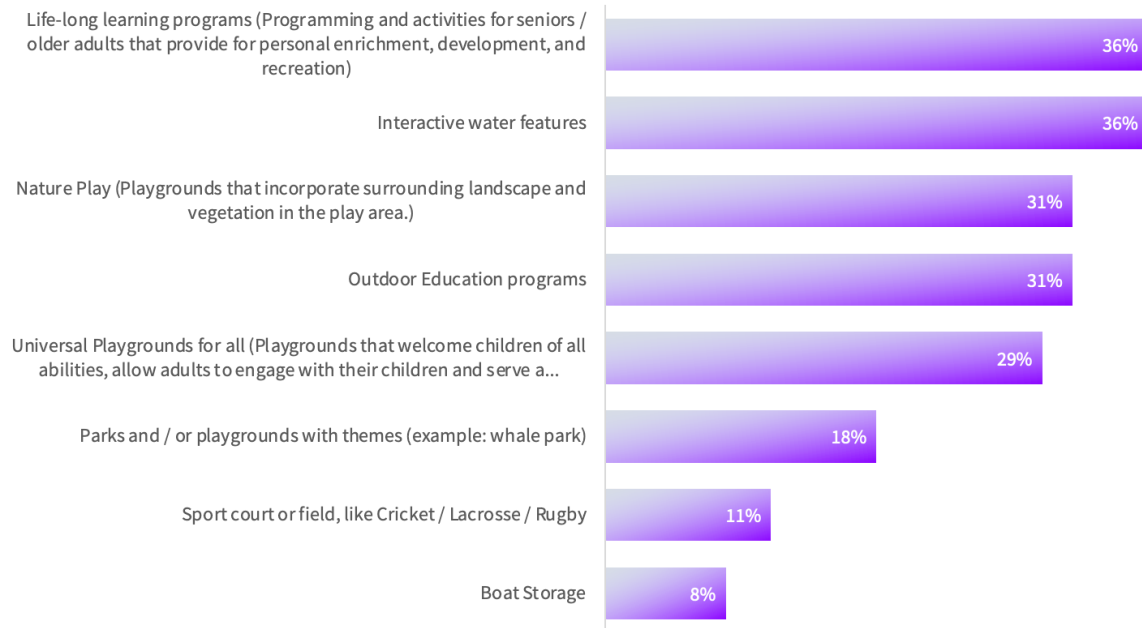 Life-long learning programs (Programming and activities for seniors /
older adults that provide for personal enrichment, development, and
recreation)
36%
Interactive water features
36%
Nature Play (Playgrounds that incorporate surrounding landscape and
vegetation in the play area.)
31%
Outdoor Education programs
31%
Universal Playgrounds for all (Playgrounds that welcome children of all
abilities, allow adults to engage with their children and serve a...
29%
Parks and / or playgrounds with themes (example: whale park)
18%
Sport court or field, like Cricket / Lacrosse / Rugby
11%
Boat Storage
8%